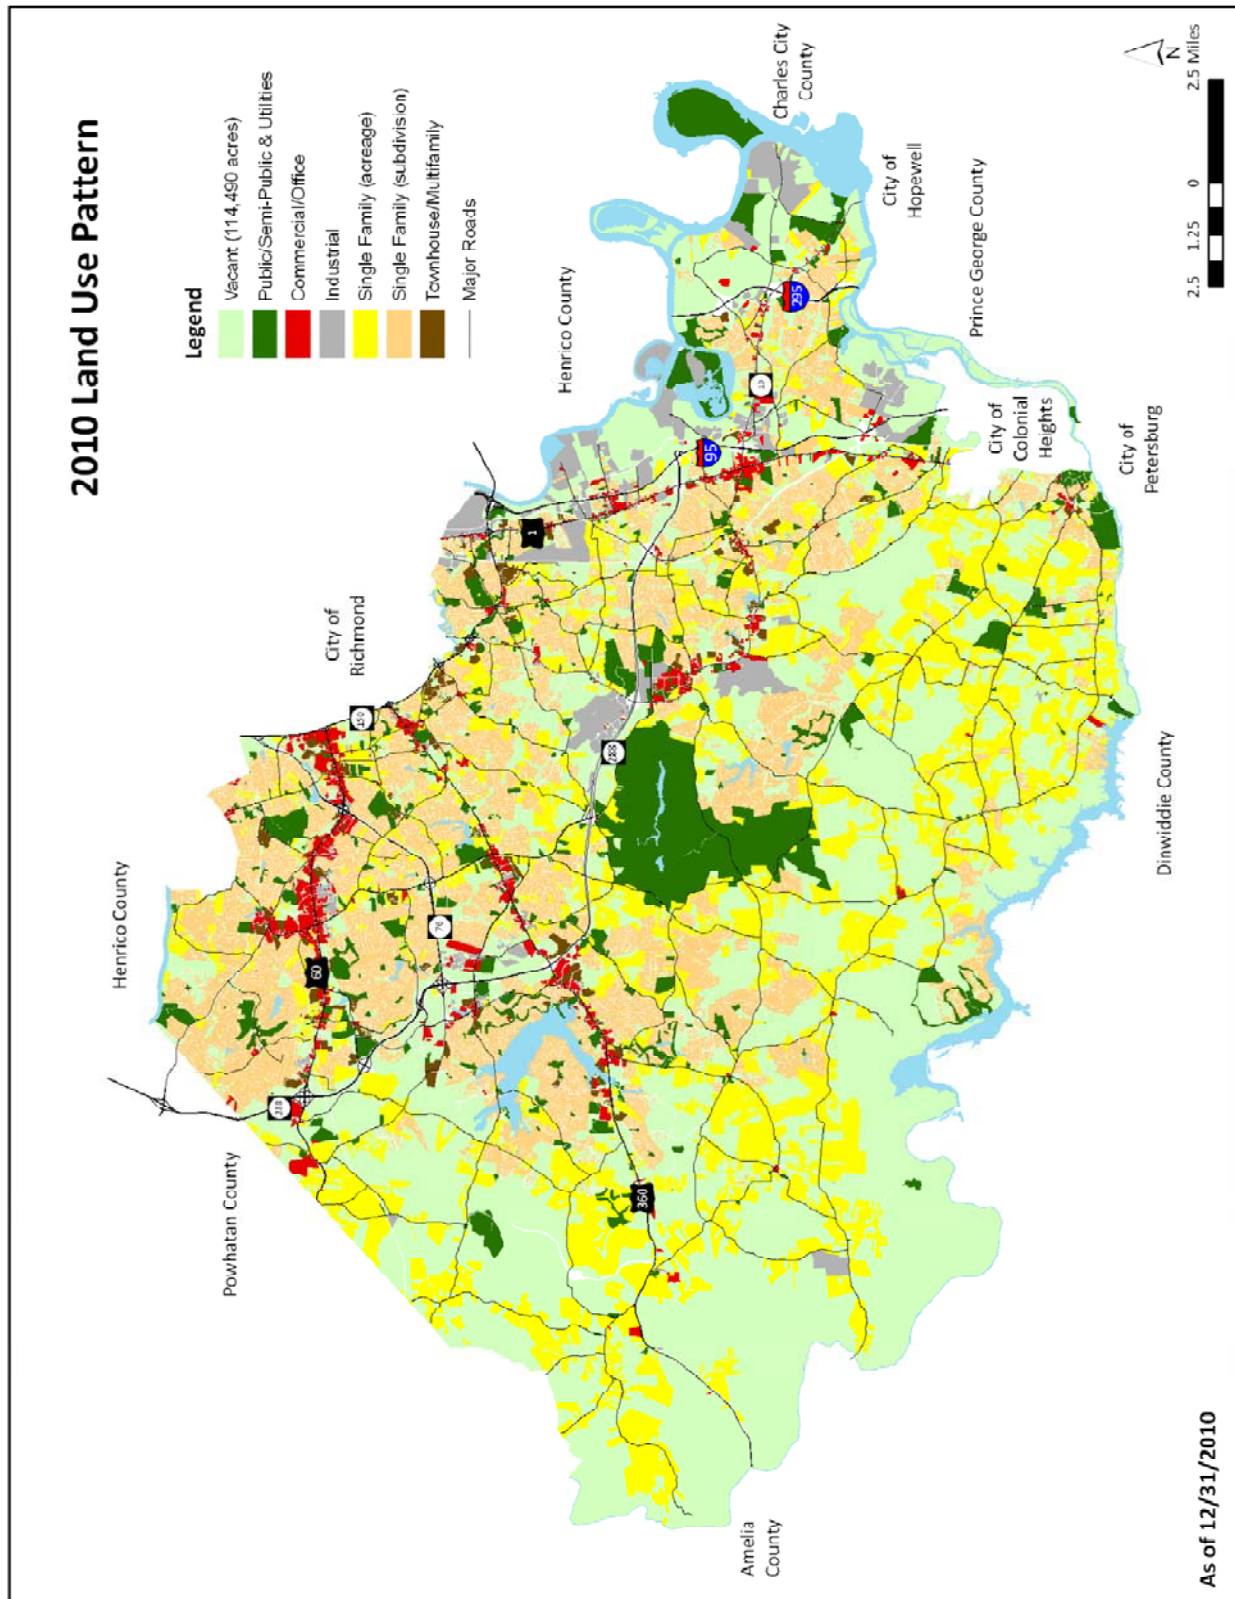 2010 Land Use Pattern
Legend
Vacant (114,490 acres)
Public/Semi-Public & Utilities
Commercial/Office
Industrial
Single Family (acreage)
Single Family (subdivision)
Townhouse/Multifamily
Major Roads
Henrico County
Powhatan County
City of
Richmond
Henrico County
Charles City
County
City of
Hopewell
Prince George County
City of
Colonial
Heights
City of
Petersburg
Dinwiddie County
Amelia
County
288
60
76
150
360
288
1
95
10
295
N
2.5
1.25
0
2.5 Miles
As of 12/31/2010